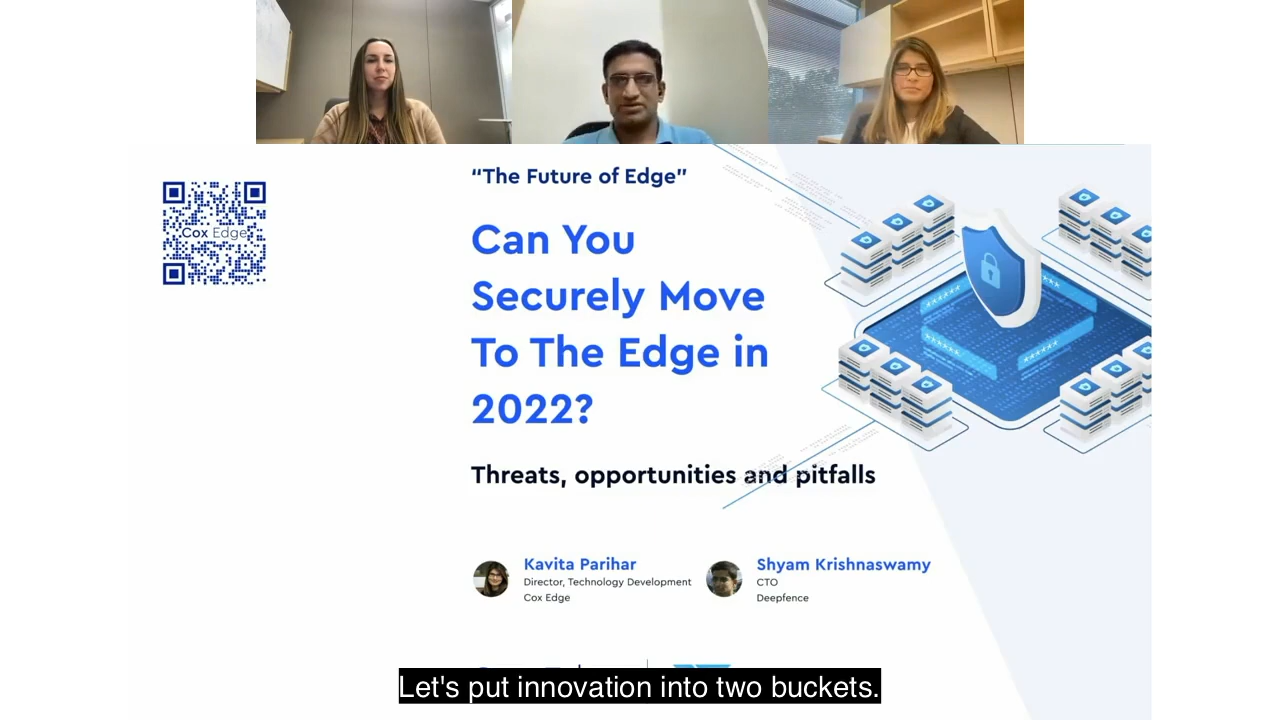 “The Future of Edge”
Cox Edge
Can You
Securely Move
To The Edge in
2022?
Threats, opportunities and pitfalls
Kavita Parihar
Director, Technology Development
Cox Edge
Shyam Krishnaswamy
CTO
Deepfence
Let's put innovation into two buckets.